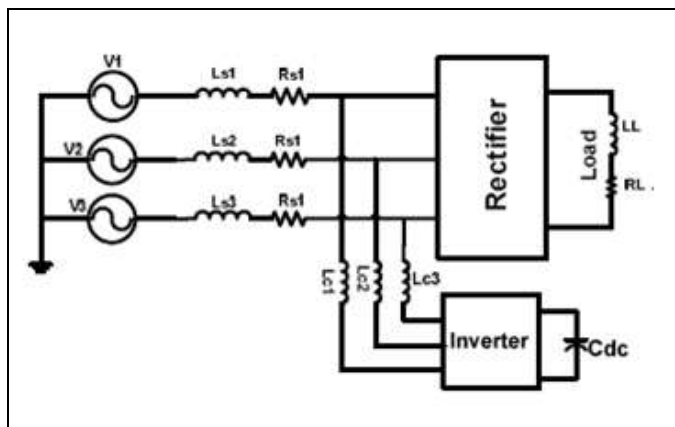 V1
Ls1
Rs1
V2
Ls2
Rs1
V3
Ls3
Rs1
Rectifier
Load
LL
RL .
Lc1
Lc2
Lc3
Inverter
Cdc